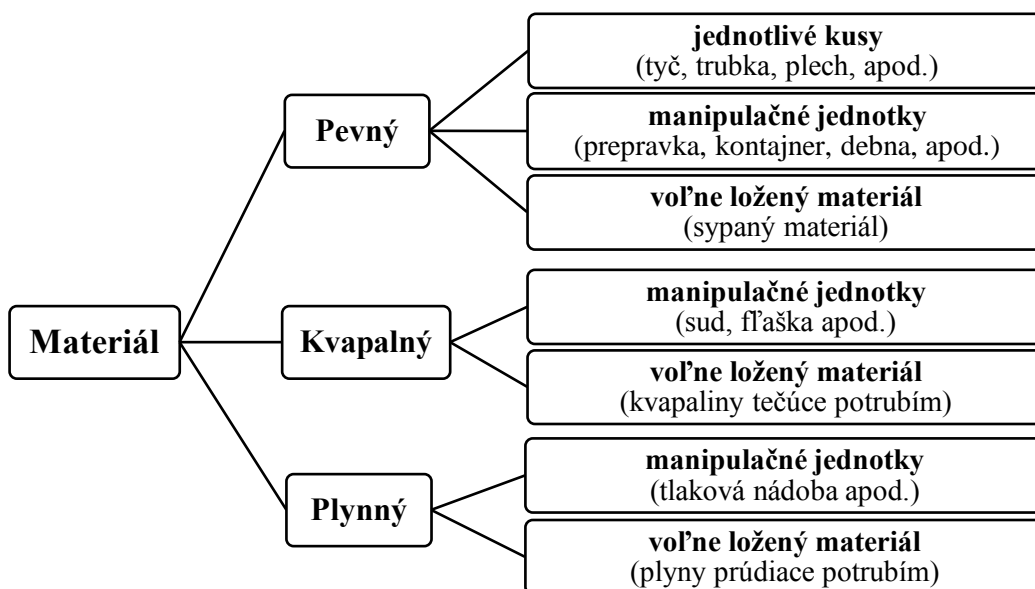 Materiál
Pevný
jednotlivé kusy
(tyč, trubka, plech, apod.)
manipulačné jednotky
(prepravka, kontajner, debna, apod.)
voľne ložený materiál
(sypaný materiál)
Kvapalný
manipulačné jednotky
(sud, fľaška apod.)
voľne ložený materiál
(kvapaliny tečúce potrubím)
Plynný
manipulačné jednotky
(tlaková nádoba apod.)
voľne ložený materiál
(plyny prúdiace potrubím)